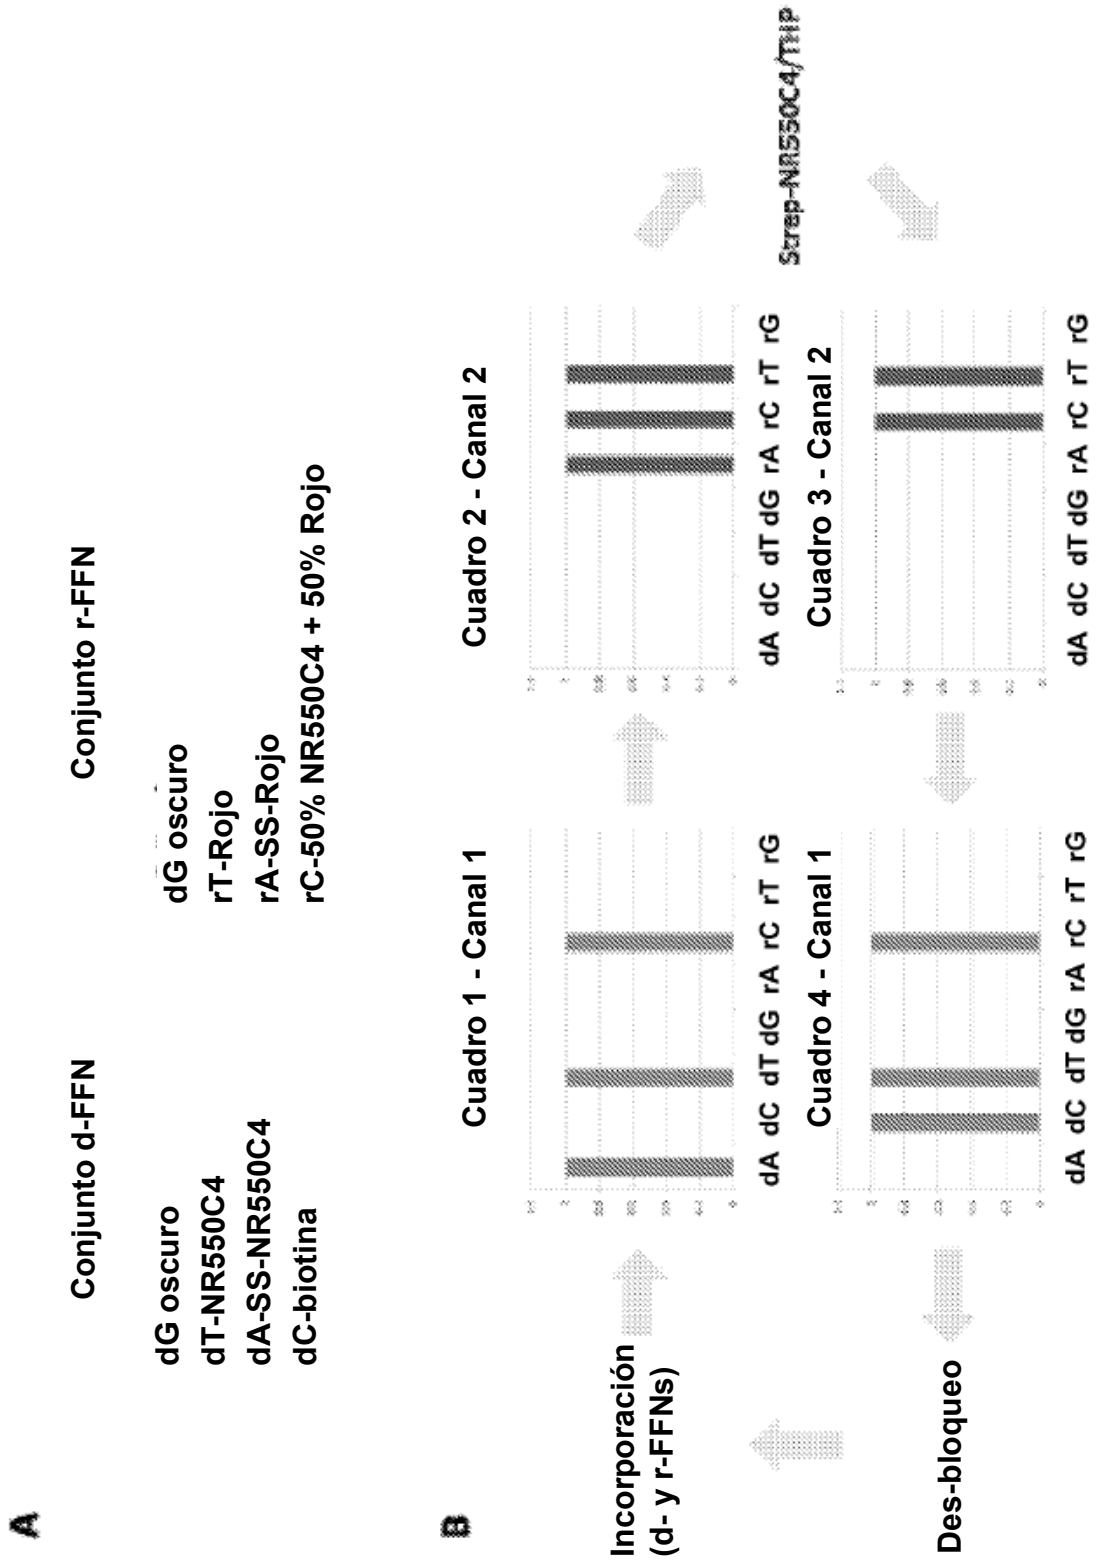 A
Conjunto d-FFN
dG oscuro
dT-NR550C4
dA-SS-NR550C4
dC-biotina
Conjunto r-FFN
dG oscuro
rT-Rojo
rA-SS-Rojo
rC-50% NR550C4 + 50% Rojo
B
Incorporación
(d- y r-FFNs)
Cuadro 1 - Canal 1
dA dC dT dG rA rC rT rG
Cuadro 2 - Canal 2
dA dC dT dG rA rC rT rG
Strep-NR550C4/THP
Cuadro 3 - Canal 2
dA dC dT dG rA rC rT rG
Cuadro 4 - Canal 1
dA dC dT dG rA rC rT rG
Des-bloqueo